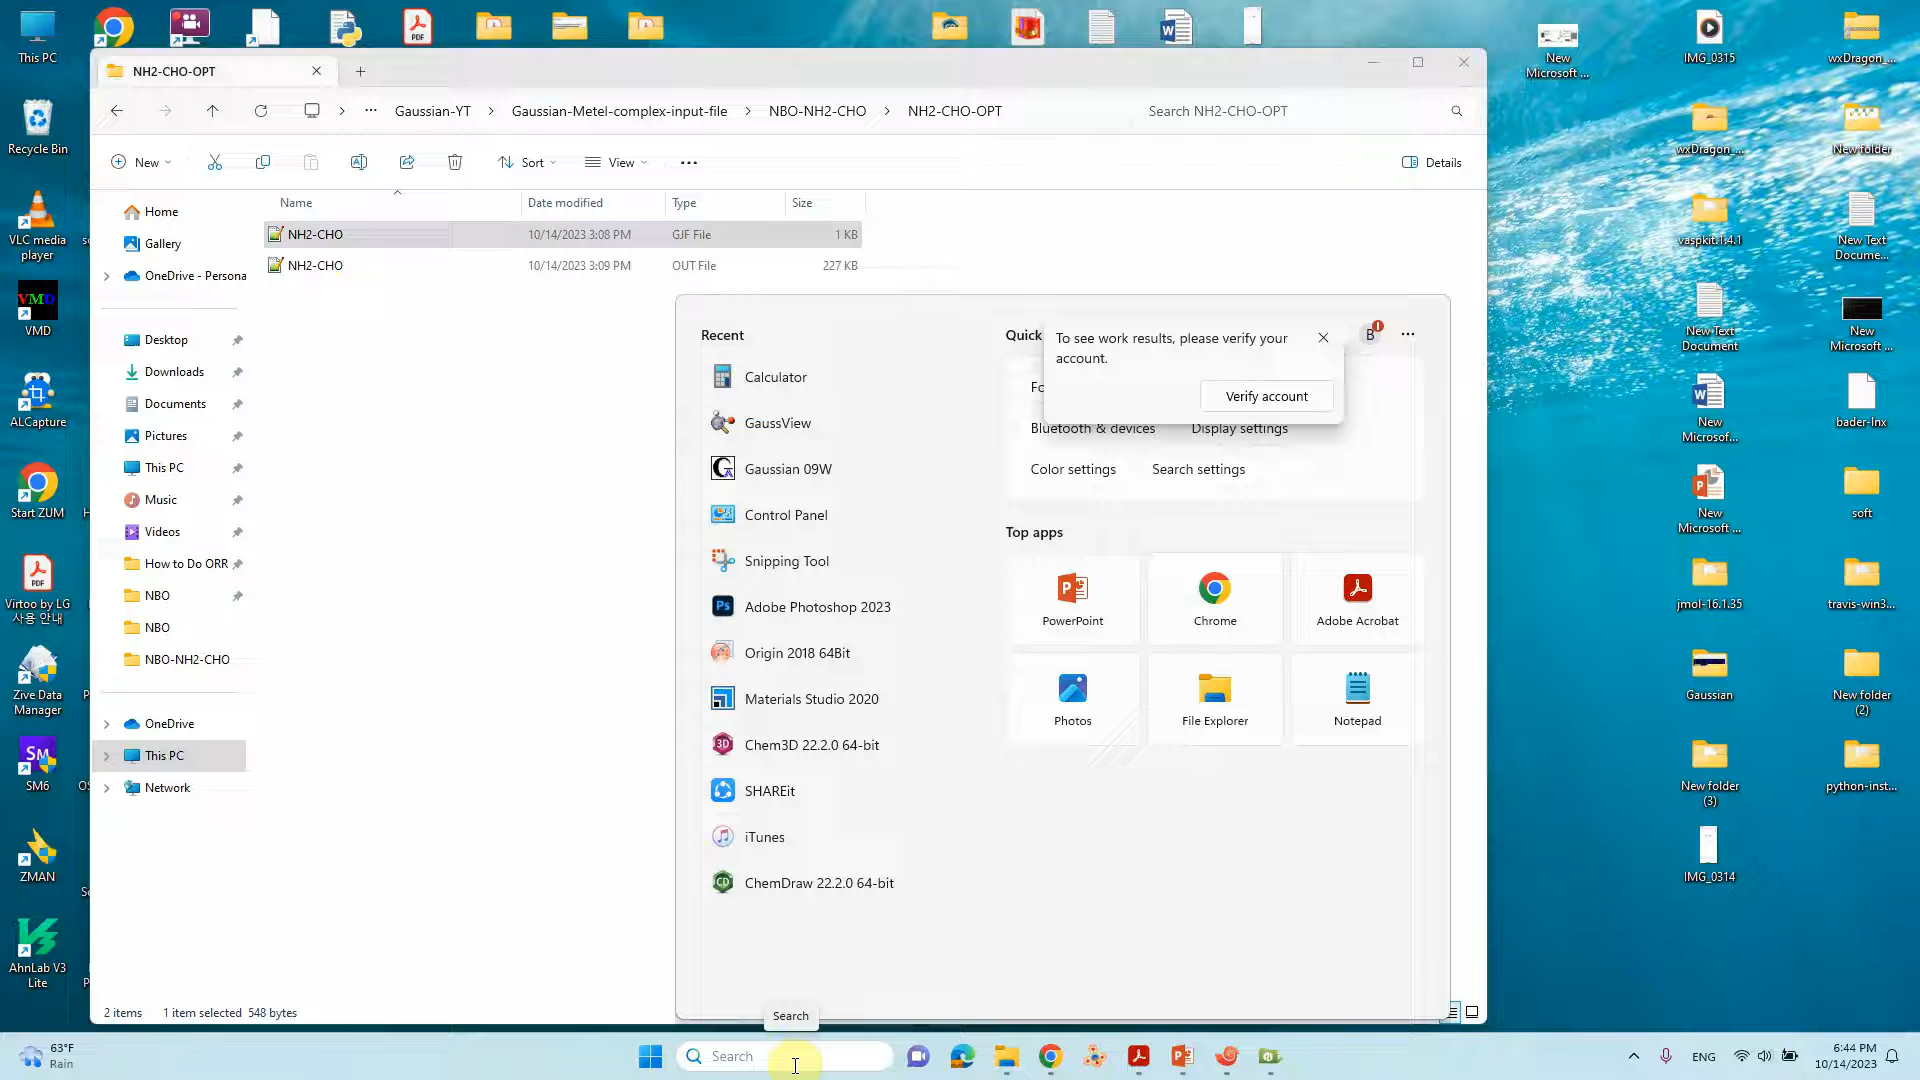 This PC
Recycle Bin
VLC media
player
VMD
ALCapture
Start ZUM
PDF
Virtoo by LG
사용 안내
Zive Data
Manager
SM6
ZMAN
AhnLab V3
Lite
NH2-CHO-OPT
Gaussian-YT
Gaussian-Metel-complex-input-file
NBO-NH2-CHO
NH2-CHO-OPT
Search NH2-CHO-OPT
New
Sort
View
Details
Name
Date modified
Type
Size
NH2-CHO
10/14/2023 3:08 PM
GJF File
1 KB
NH2-CHO
10/14/2023 3:09 PM
OUT File
227 KB
Home
Gallery
OneDrive - Persona
Desktop
Downloads
Documents
Pictures
This PC
Music
Videos
How to Do ORR
NBO
NBO
NBO-NH2-CHO
OneDrive
This PC
Network
2 items
1 item selected
548 bytes
Recent
Calculator
GaussView
Gaussian 09W
Control Panel
Snipping Tool
Adobe Photoshop 2023
Origin 2018 64Bit
Materials Studio 2020
Chem3D 22.2.0 64-bit
SHAREit
iTunes
ChemDraw 22.2.0 64-bit
Quick
B
To see work results, please verify your
account.
Verify account
Bluetooth & devices
Display settings
Color settings
Search settings
Top apps
PowerPoint
Chrome
Adobe Acrobat
Photos
File Explorer
Notepad
New
Microsoft ...
IMG_0315
wxDragon_...
wxDragon_...
New folder
vaspkit.1.4.1
New Text
Docume...
New Text
Document
New
Microsoft ...
New
Microsof...
bader-lnx
New
Microsoft ...
soft
jmol-16.1.35
travis-win3...
Gaussian
New folder
(2)
New folder
(3)
python-inst...
IMG_0314
Search
63°F
Rain
Search
ENG
6:44 PM
10/14/2023